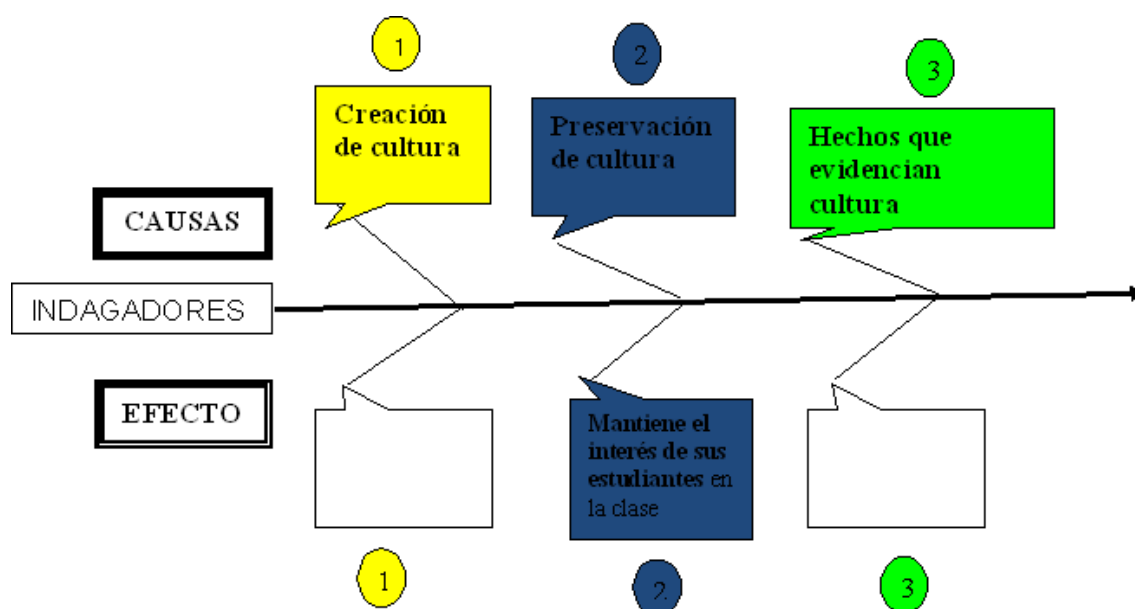 1
2
3
Creación
de cultura
Preservación
de cultura
Hechos que
evidencian
cultura
CAUSAS
INDAGADORES
EFECTO
Mantiene el
interés de sus
estudiantes en
la clase
1
2
3